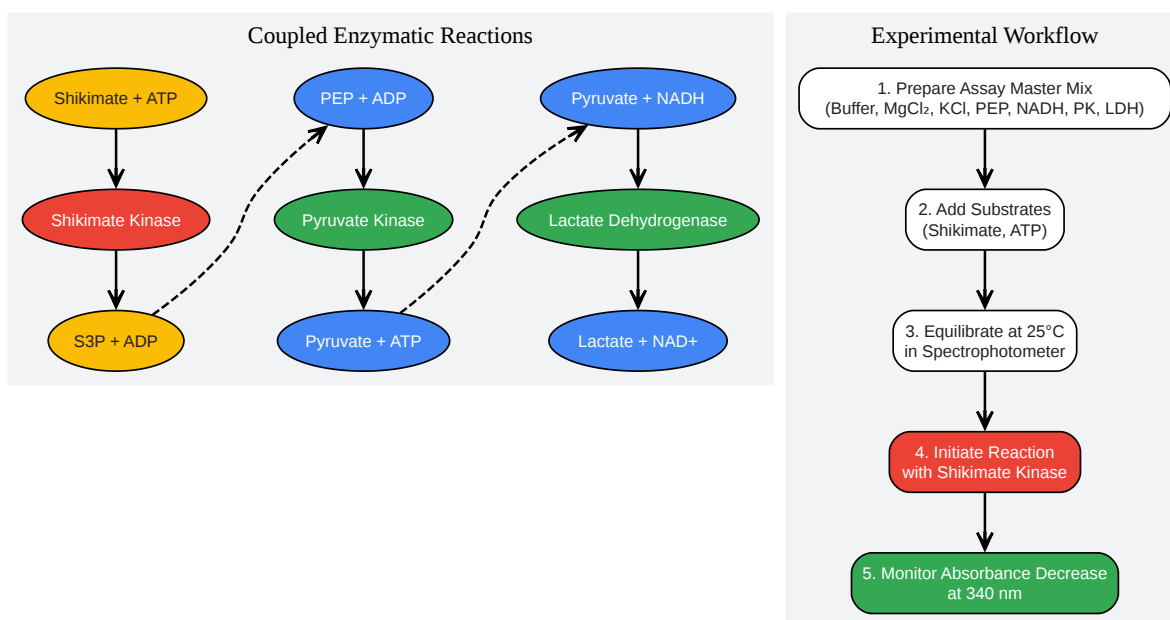 Coupled Enzymatic Reactions
Shikimate + ATP
Shikimate Kinase
S3P + ADP
PEP + ADP
Pyruvate Kinase
Pyruvate + ATP
Pyruvate + NADH
Lactate Dehydrogenase
Lactate + NAD+
Experimental Workflow
1. Prepare Assay Master Mix
(Buffer, MgCl₂, KCl, PEP, NADH, PK, LDH)
2. Add Substrates
(Shikimate, ATP)
3. Equilibrate at 25°C
in Spectrophotometer
4. Initiate Reaction
with Shikimate Kinase
5. Monitor Absorbance Decrease
at 340 nm